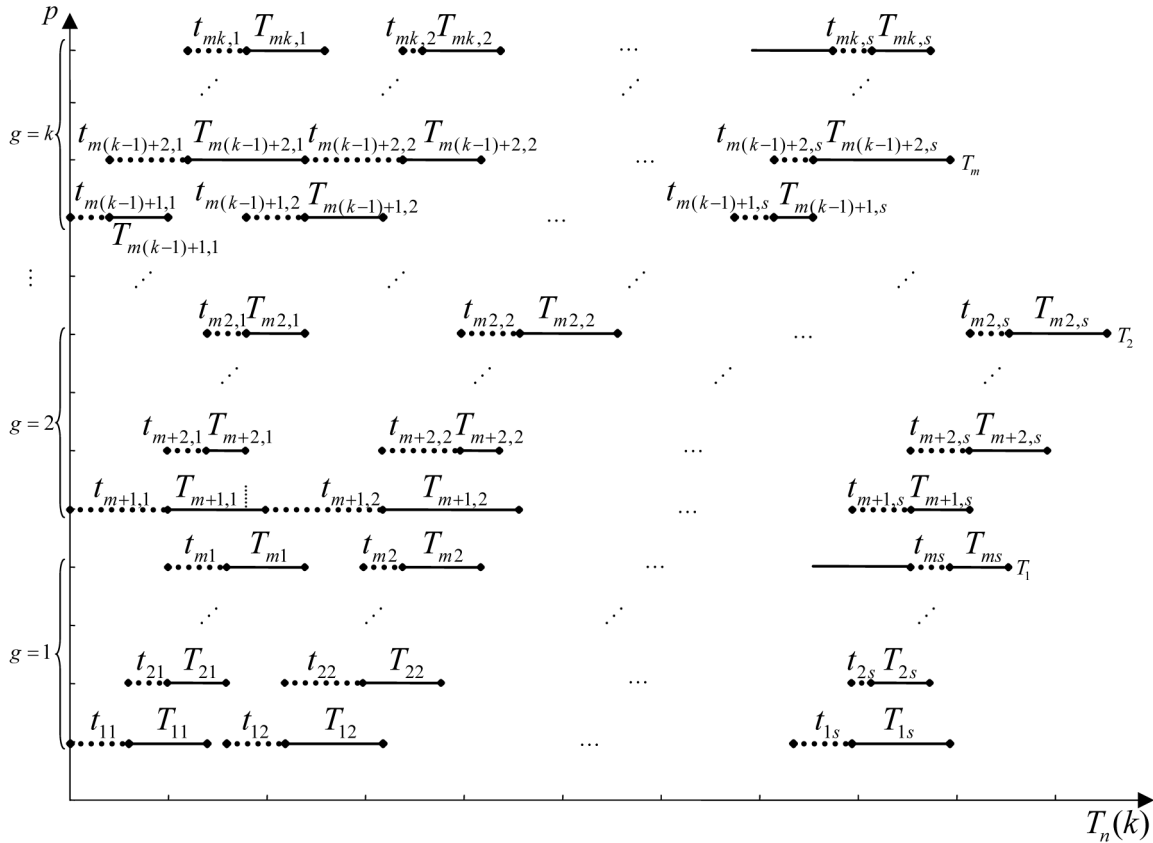 p
t_{mk,1} T_{mk,1} t_{mk,2} T_{mk,2} ... t_{mk,s} T_{mk,s}
g = k
t_{m(k-1)+2,1} T_{m(k-1)+2,1} t_{m(k-1)+2,2} T_{m(k-1)+2,2} ... t_{m(k-1)+2,s} T_{m(k-1)+2,s} T_m
t_{m(k-1)+1,1} T_{m(k-1)+1,1} t_{m(k-1)+1,2} T_{m(k-1)+1,2} ... t_{m(k-1)+1,s} T_{m(k-1)+1,s}
t_{m2,1} T_{m2,1} t_{m2,2} T_{m2,2} ... t_{m2,s} T_{m2,s} T_2
g = 2
t_{m+2,1} T_{m+2,1} t_{m+2,2} T_{m+2,2} ... t_{m+2,s} T_{m+2,s}
t_{m+1,1} T_{m+1,1} t_{m+1,2} T_{m+1,2} ... t_{m+1,s} T_{m+1,s}
t_{m1} T_{m1} t_{m2} T_{m2} ... t_{ms} T_{ms} T_1
g = 1
t_{21} T_{21} t_{22} T_{22} ... t_{2s} T_{2s}
t_{11} T_{11} t_{12} T_{12} ... t_{1s} T_{1s}
T_n(k)